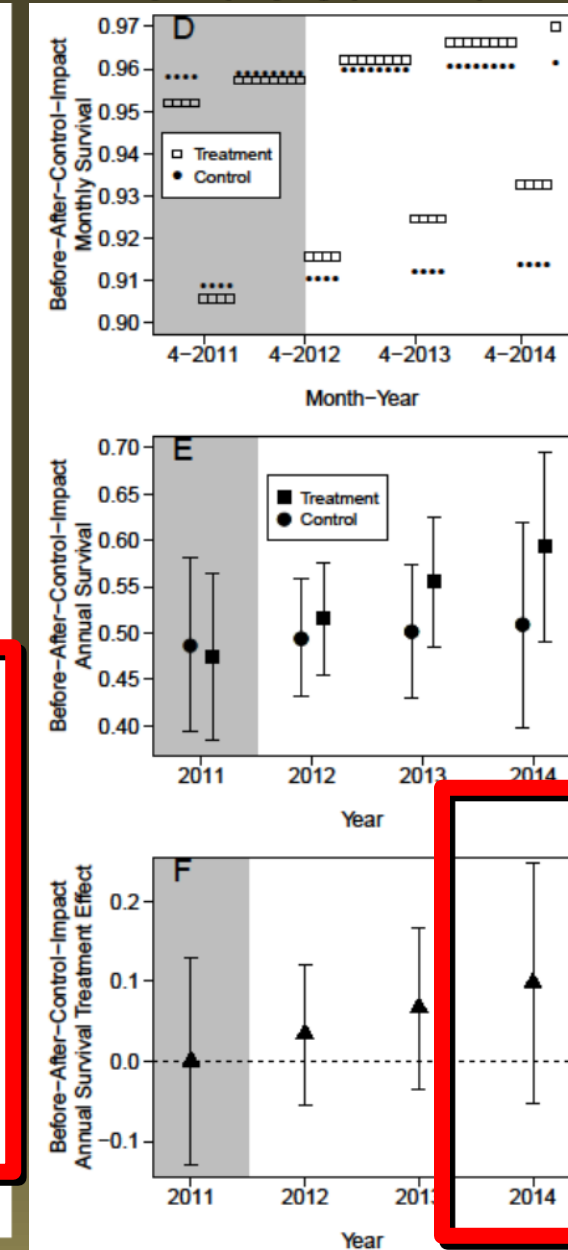 D
Before–After–Control–Impact
Monthly Survival
0.97
0.96
0.95
0.94
0.93
0.92
0.91
0.90
Treatment
Control
4–2011 4–2012 4–2013 4–2014
Month–Year
E
Before–After–Control–Impact
Annual Survival
0.70
0.65
0.60
0.55
0.50
0.45
0.40
Treatment
Control
2011 2012 2013 2014
Year
F
Before–After–Control–Impact
Annual Survival Treatment Effect
0.2
0.1
0.0
−0.1
2011 2012 2013 2014
Year